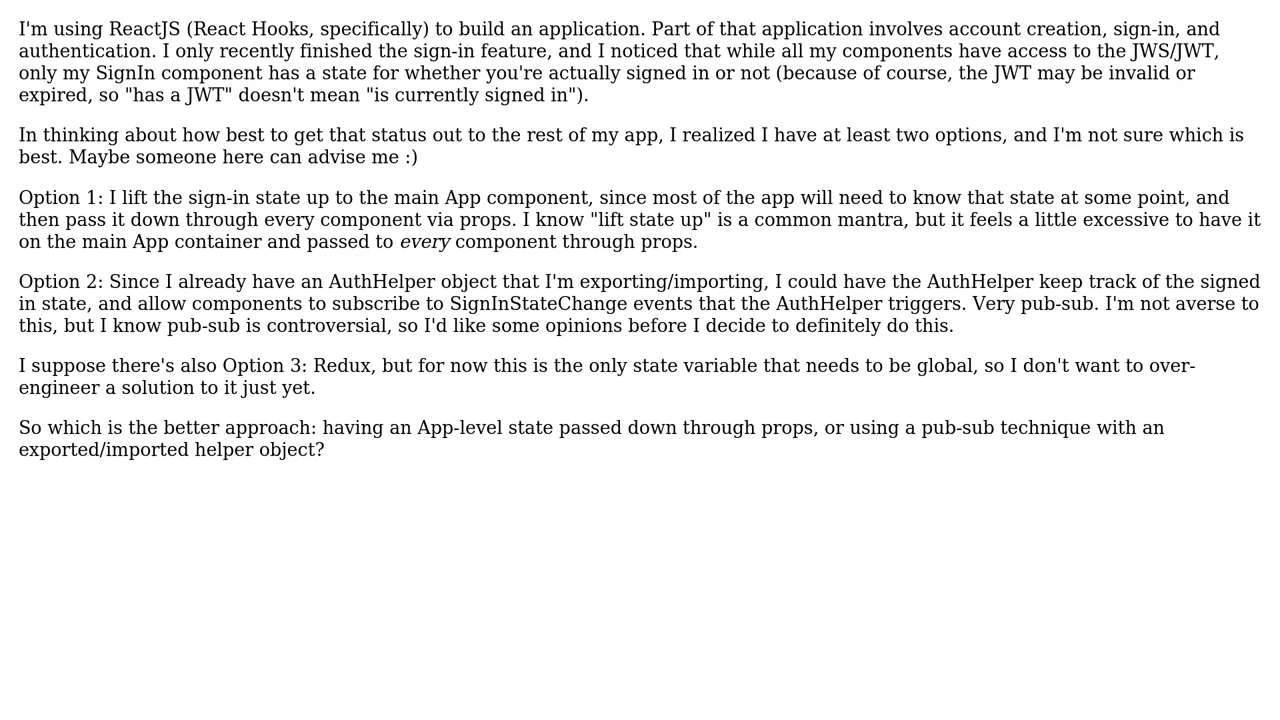 I'm using ReactJS (React Hooks, specifically) to build an application. Part of that application involves account creation, sign-in, and
authentication. I only recently finished the sign-in feature, and I noticed that while all my components have access to the JWS/JWT,
only my SignIn component has a state for whether you're actually signed in or not (because of course, the JWT may be invalid or
expired, so "has a JWT" doesn't mean "is currently signed in").
In thinking about how best to get that status out to the rest of my app, I realized I have at least two options, and I'm not sure which is
best. Maybe someone here can advise me :)
Option 1: I lift the sign-in state up to the main App component, since most of the app will need to know that state at some point, and
then pass it down through every component via props. I know "lift state up" is a common mantra, but it feels a little excessive to have it
on the main App container and passed to every component through props.
Option 2: Since I already have an AuthHelper object that I'm exporting/importing, I could have the AuthHelper keep track of the signed
in state, and allow components to subscribe to SignInStateChange events that the AuthHelper triggers. Very pub-sub. I'm not averse to
this, but I know pub-sub is controversial, so I'd like some opinions before I decide to definitely do this.
I suppose there's also Option 3: Redux, but for now this is the only state variable that needs to be global, so I don't want to over-
engineer a solution to it just yet.
So which is the better approach: having an App-level state passed down through props, or using a pub-sub technique with an
exported/imported helper object?